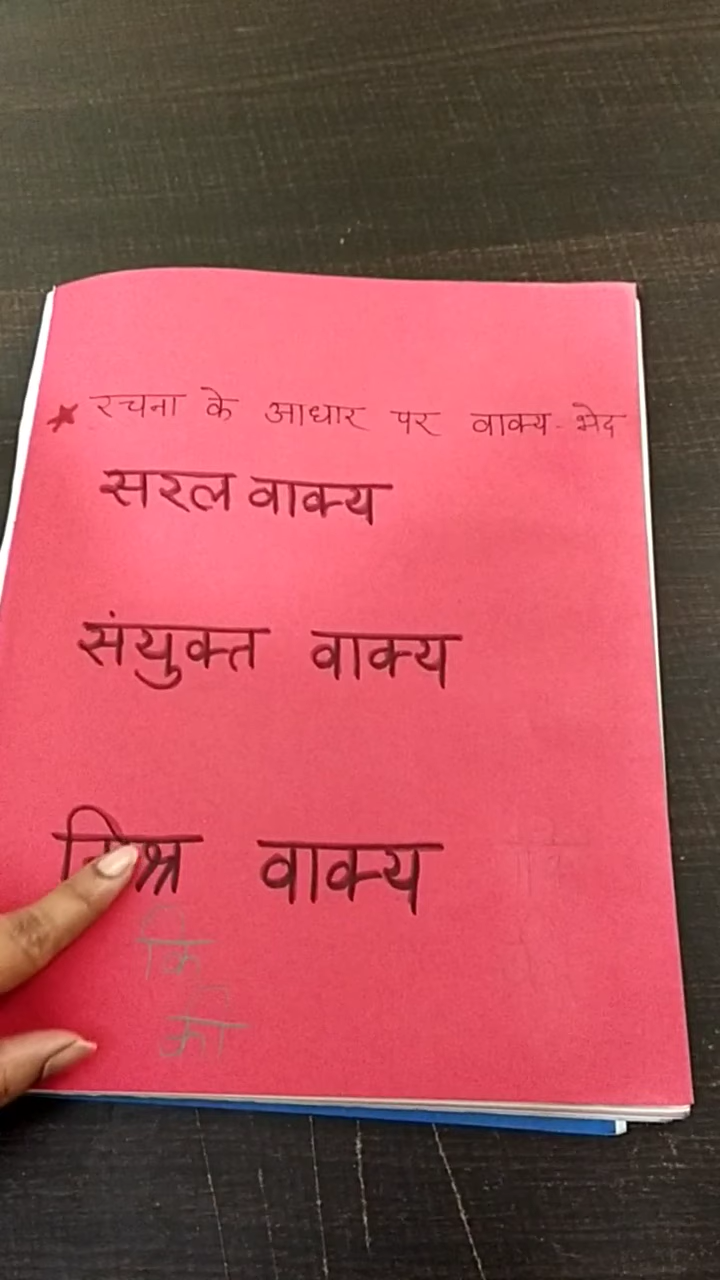 ★ रचना के आधार पर वाक्य-भेद
सरल वाक्य
संयुक्त वाक्य
मिश्र वाक्य
कि
की